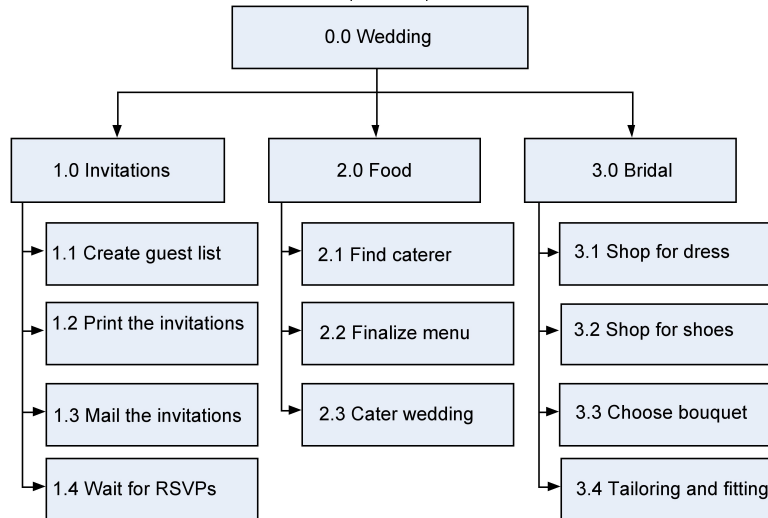 0.0 Wedding
1.0 Invitations
1.1 Create guest list
1.2 Print the invitations
1.3 Mail the invitations
1.4 Wait for RSVPs
2.0 Food
2.1 Find caterer
2.2 Finalize menu
2.3 Cater wedding
3.0 Bridal
3.1 Shop for dress
3.2 Shop for shoes
3.3 Choose bouquet
3.4 Tailoring and fitting